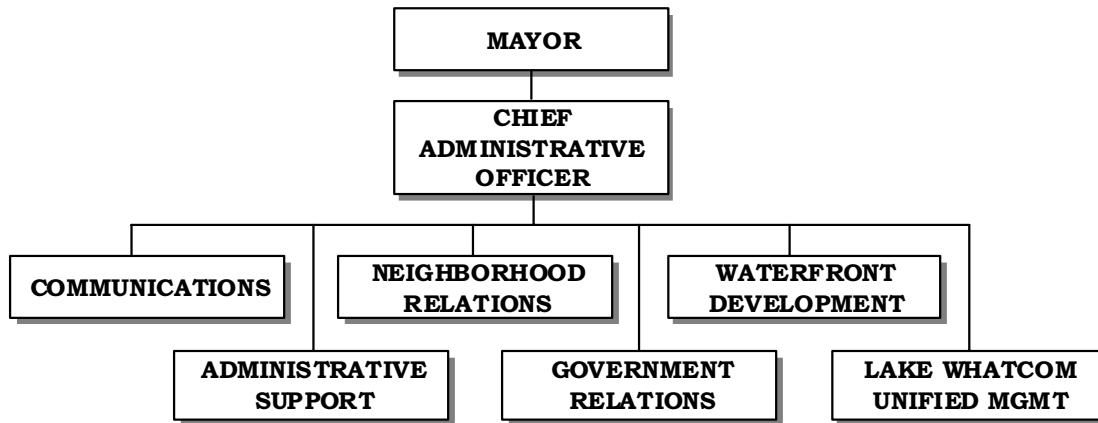 MAYOR
CHIEF
ADMINISTRATIVE
OFFICER
COMMUNICATIONS
NEIGHBORHOOD
RELATIONS
WATERFRONT
DEVELOPMENT
ADMINISTRATIVE
SUPPORT
GOVERNMENT
RELATIONS
LAKE WHATCOM
UNIFIED MGMT